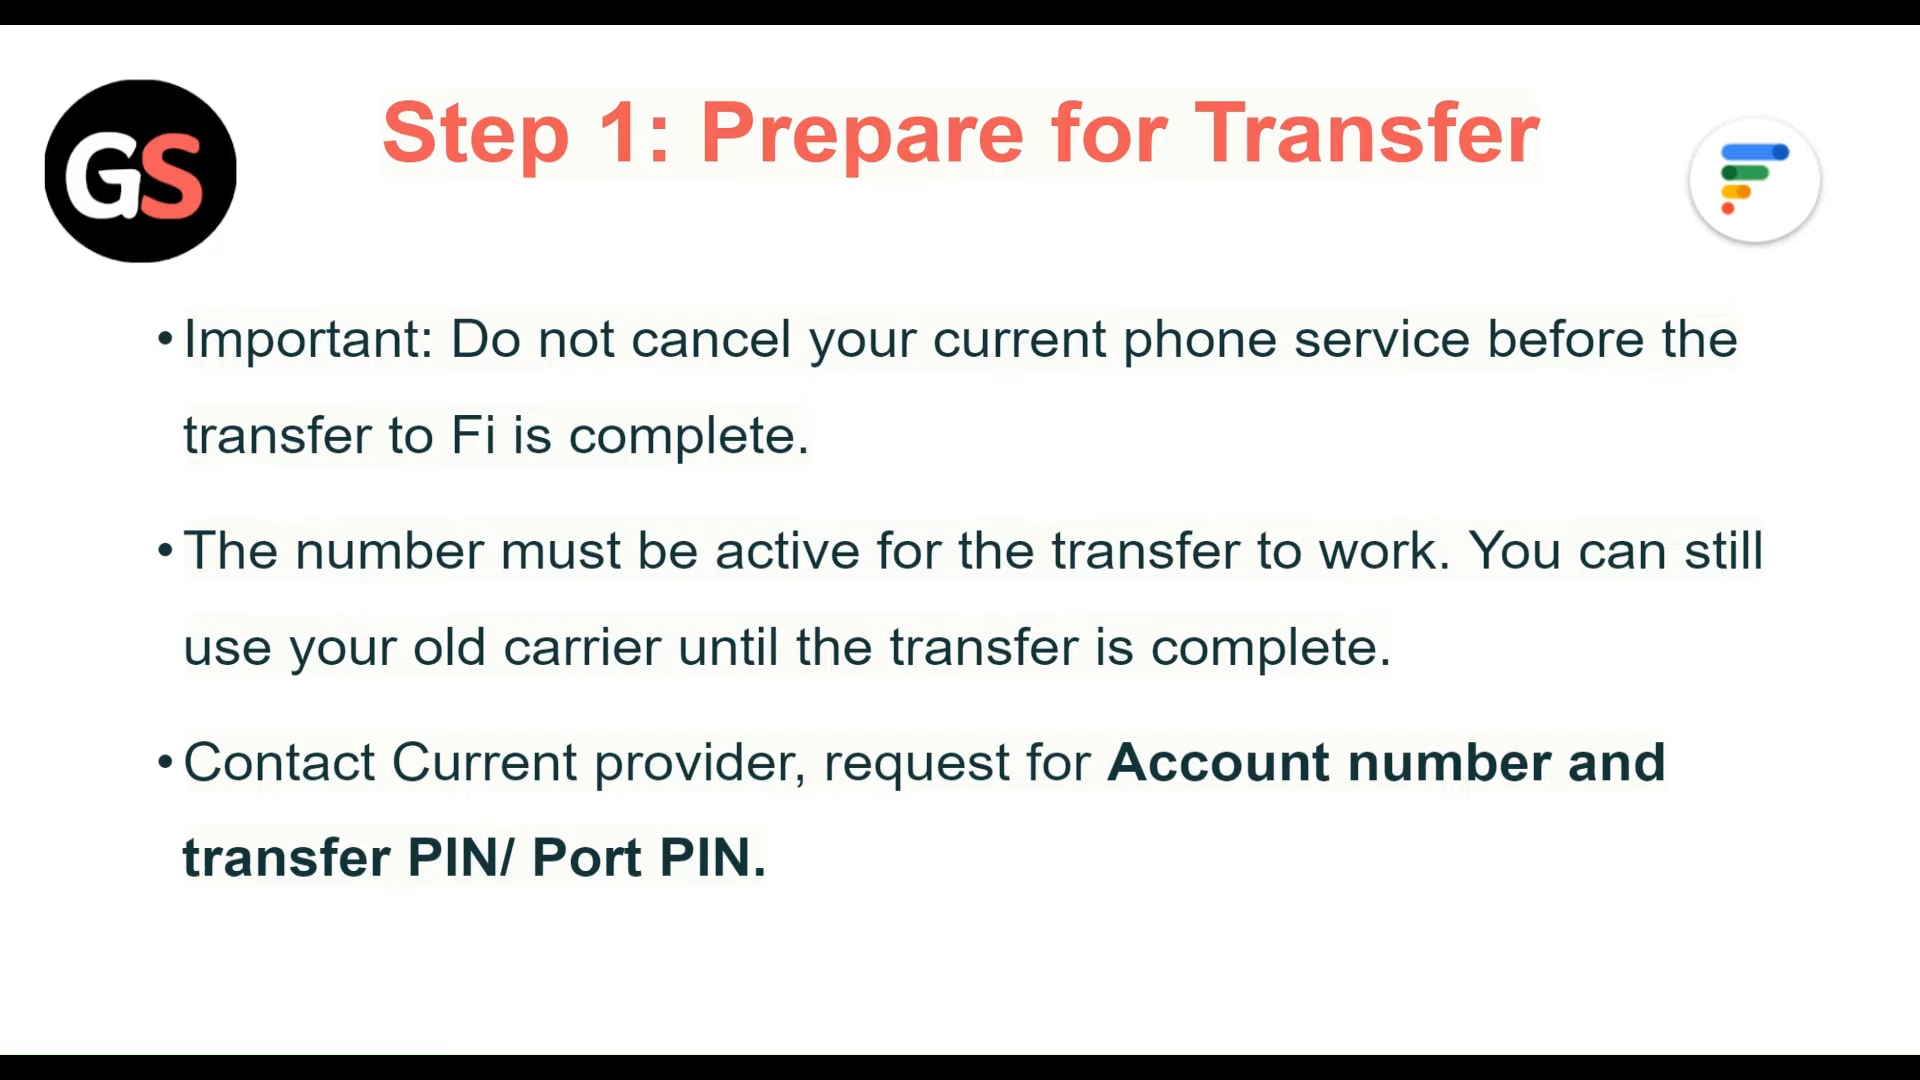 GS
Step 1: Prepare for Transfer
• Important: Do not cancel your current phone service before the
transfer to Fi is complete.
• The number must be active for the transfer to work. You can still
use your old carrier until the transfer is complete.
• Contact Current provider, request for Account number and
transfer PIN/ Port PIN.